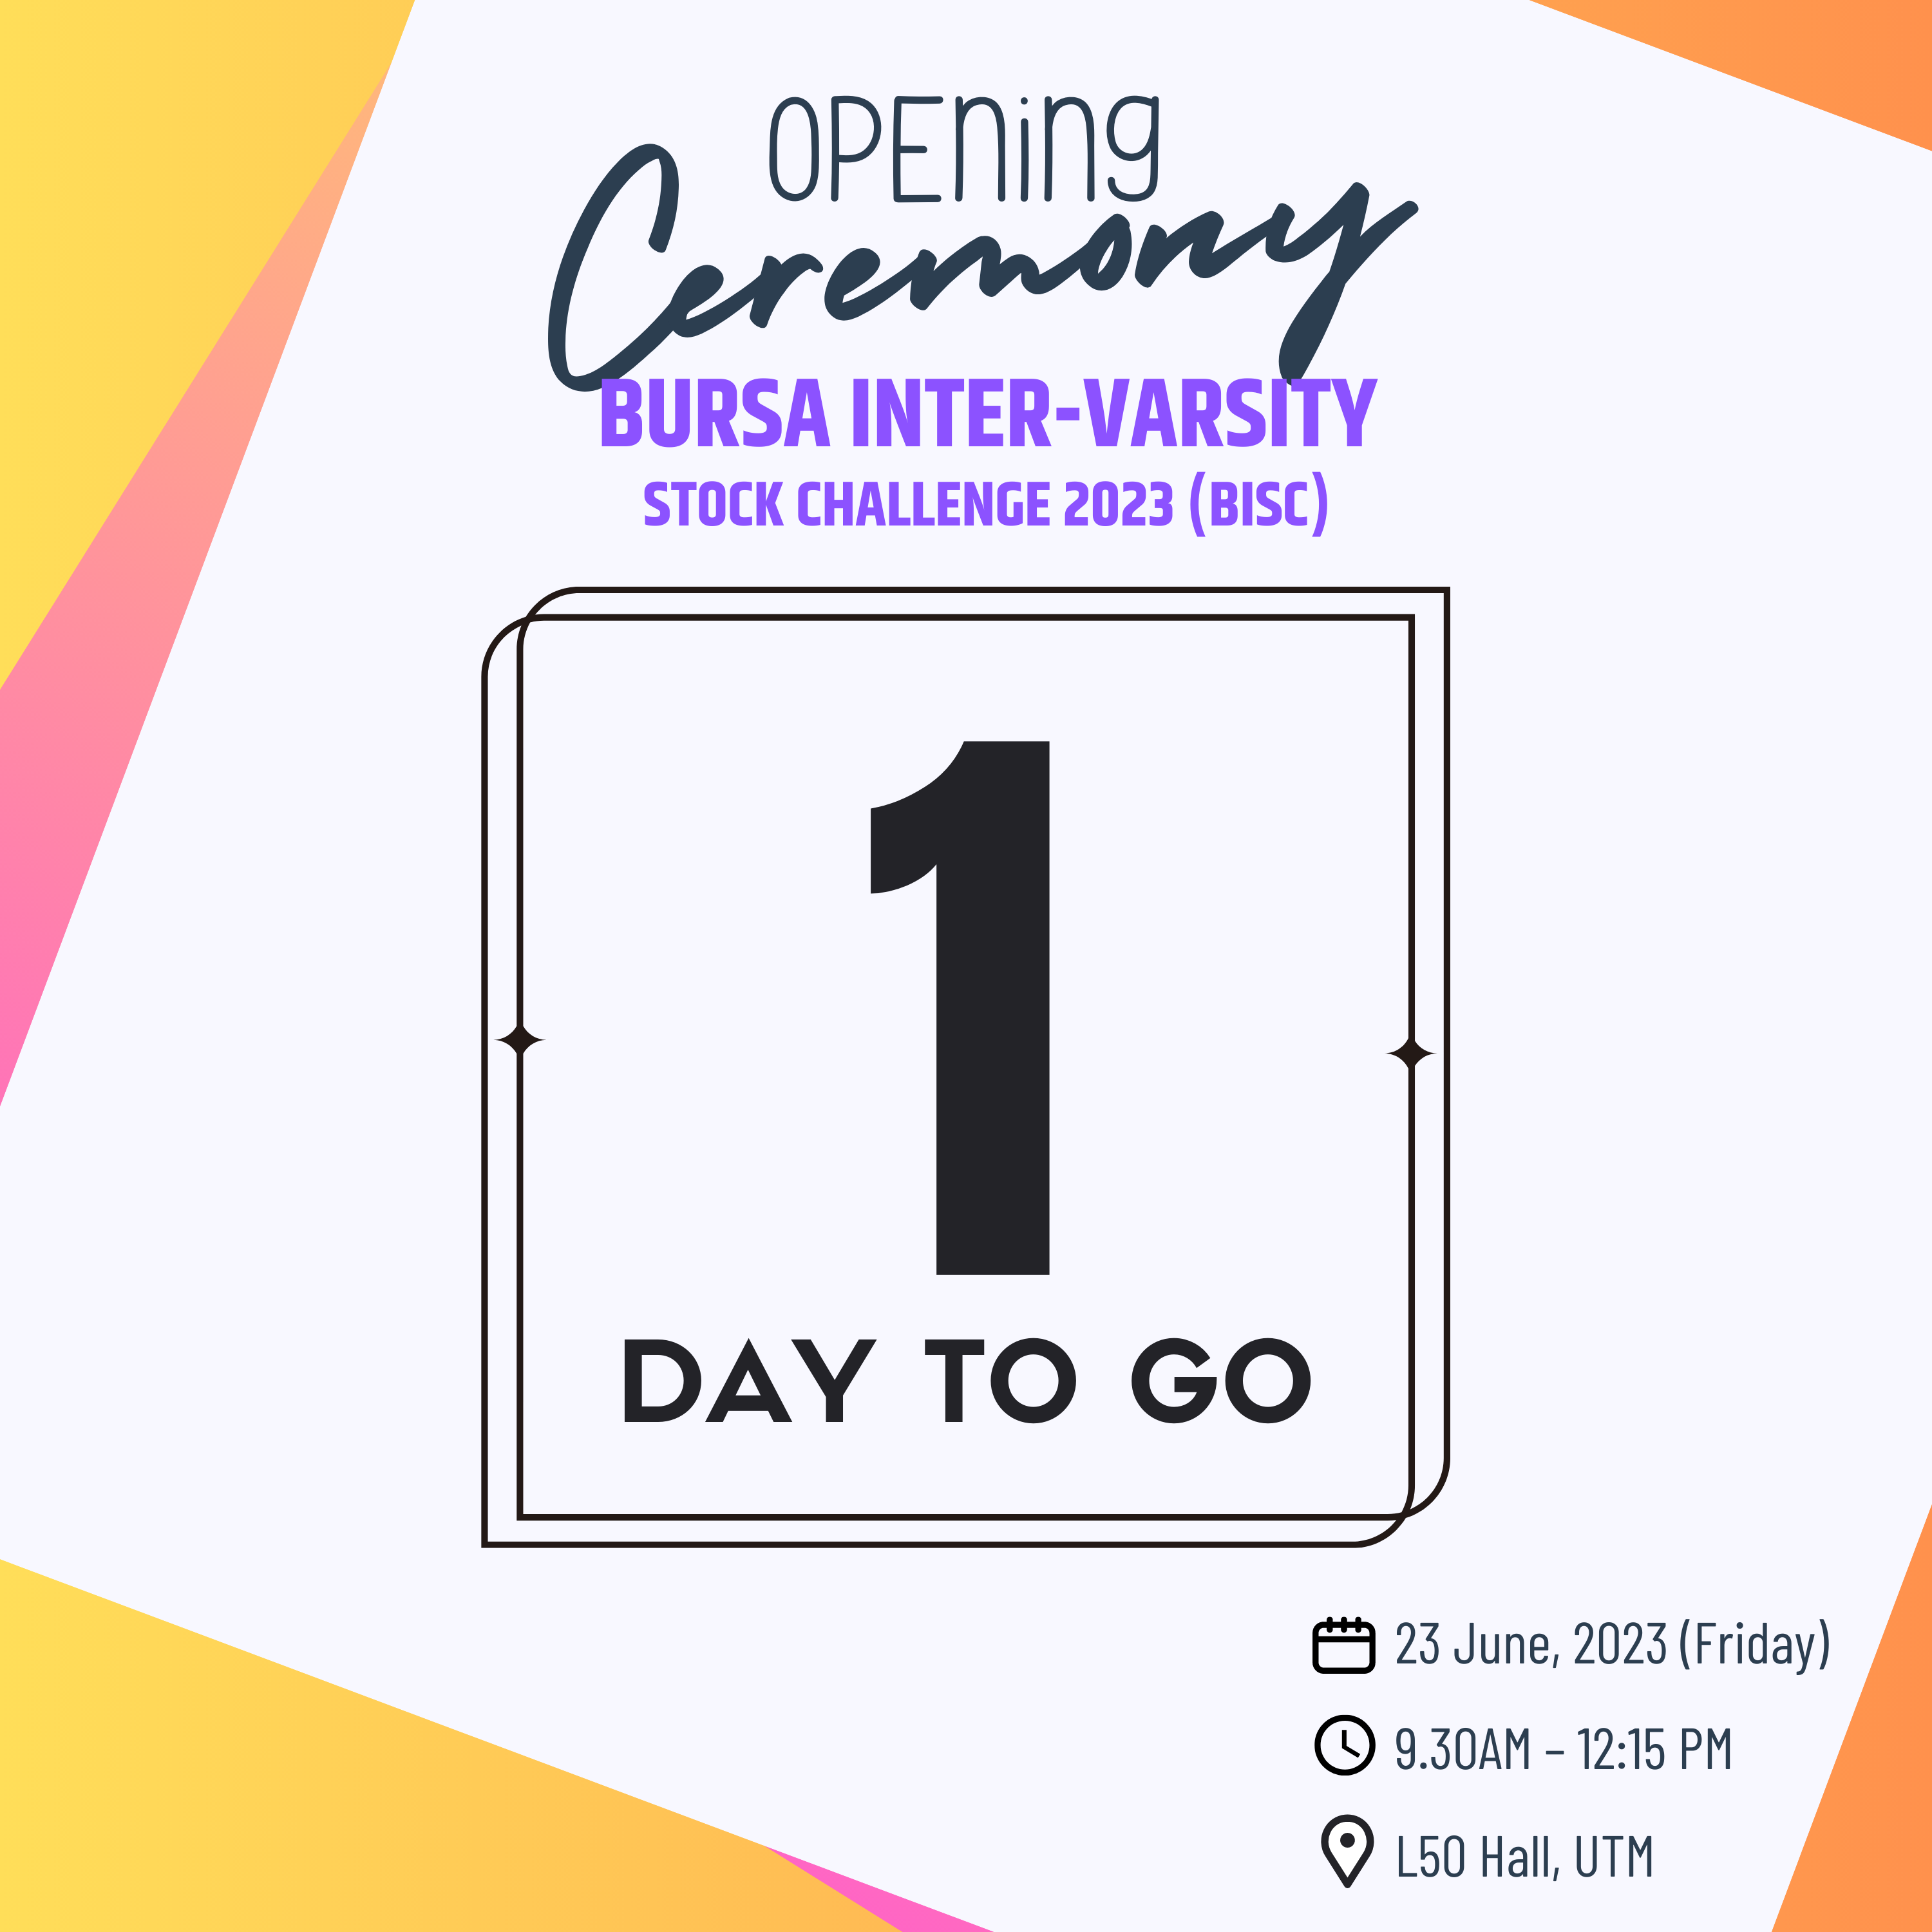 OPEning
Ceremony
BURSA INTER-VARSITY
STOCK CHALLENGE 2023 (BISC)
1
DAY TO GO
23 June, 2023 (Friday)
9.30AM – 12:15 PM
L50 Hall, UTM